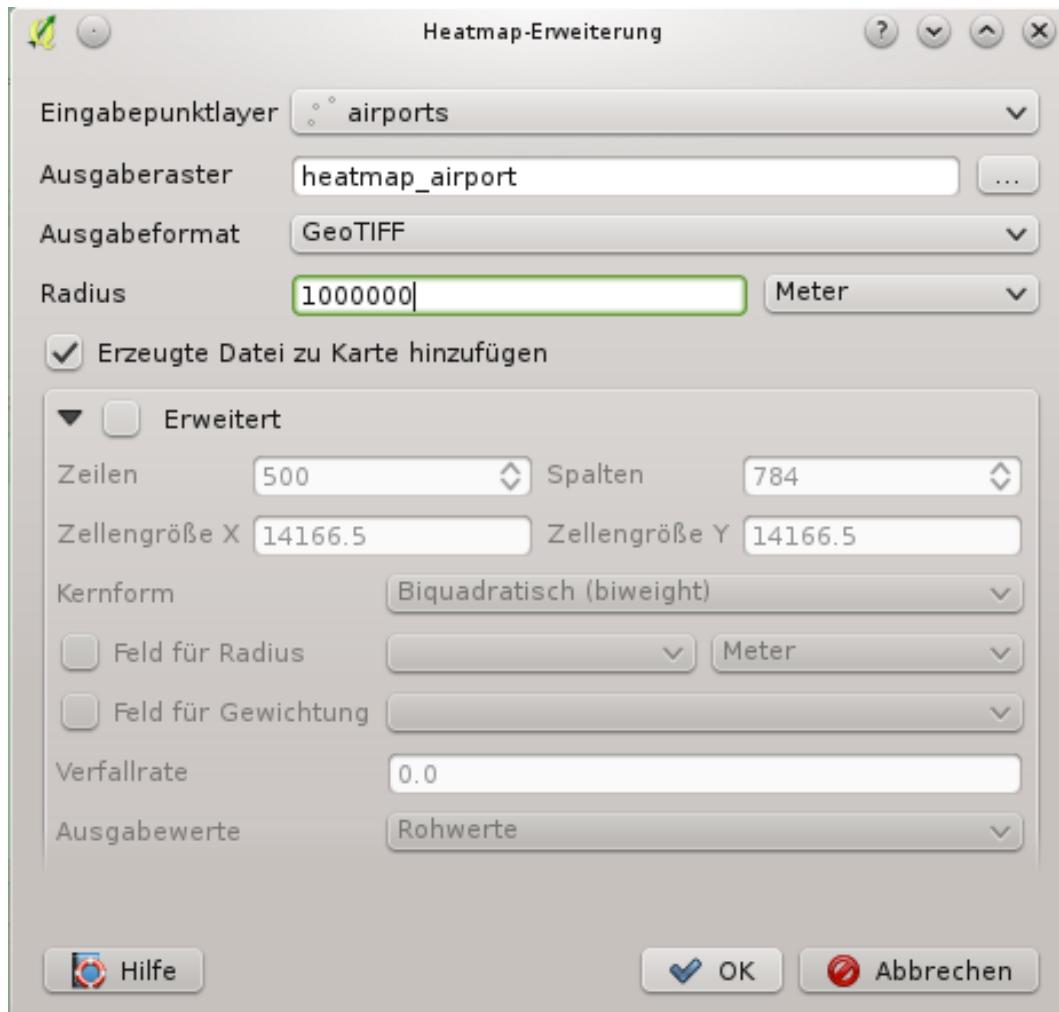 Heatmap-Erweiterung
Eingabepunktlayer airports
Ausgaberaster heatmap_airport ...
Ausgabeformat GeoTIFF
Radius 1000000 Meter
Erzeugte Datei zu Karte hinzufügen
Erweitert
Zeilen 500 Spalten 784
Zellengröße X 14166.5 Zellengröße Y 14166.5
Kernform Biquadratisch (biweight)
Feld für Radius Meter
Feld für Gewichtung
Verfallrate 0.0
Ausgabewerte Rohwerte
Hilfe OK Abbrechen